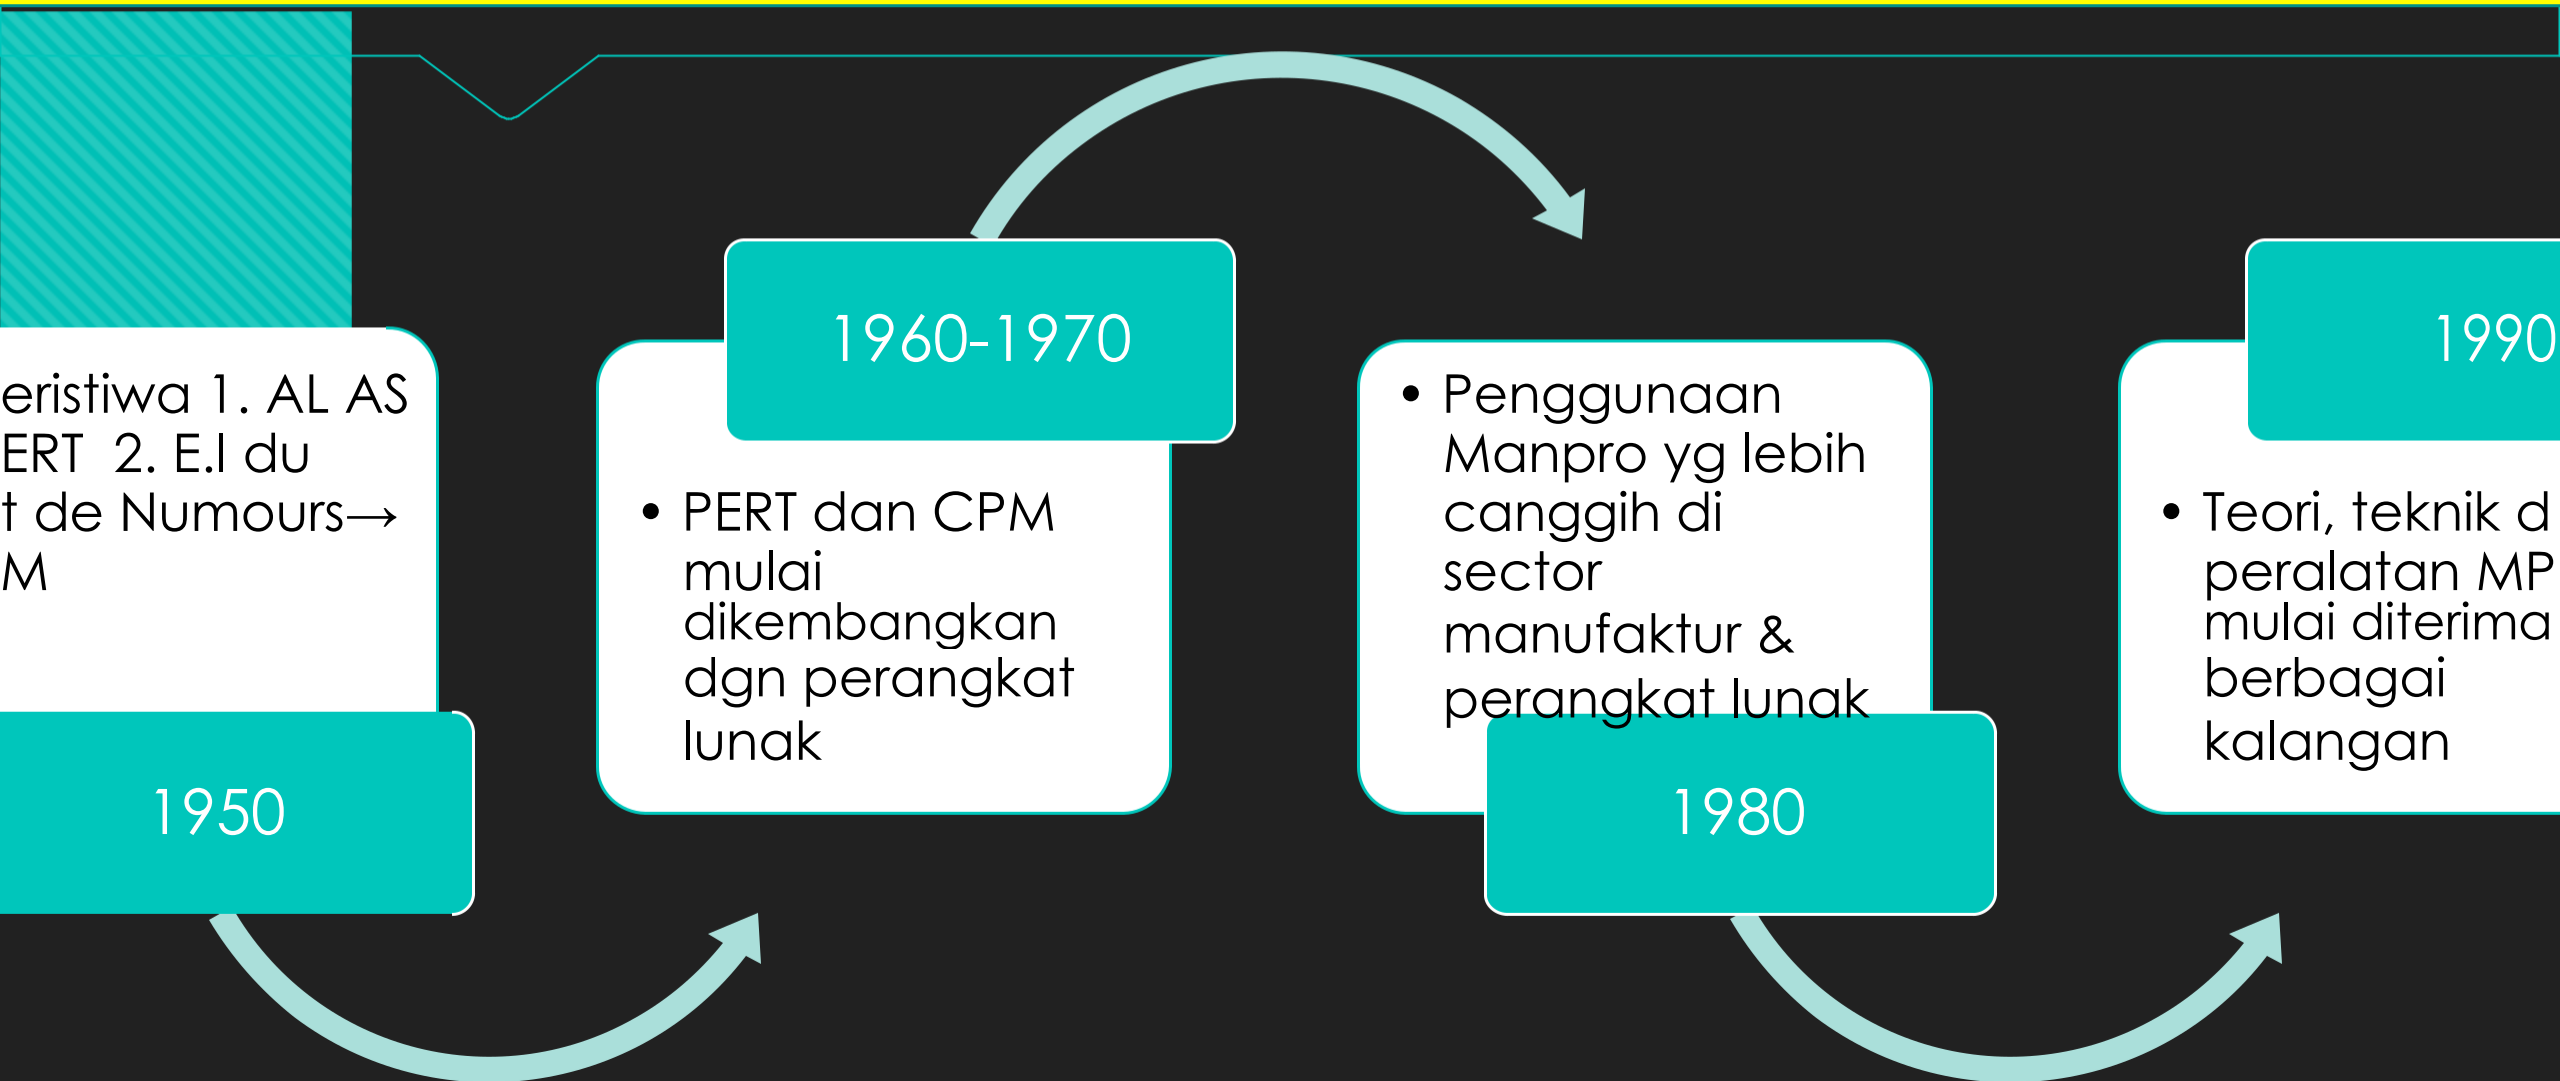 eristiwa 1. AL AS
ERT 2. E.I du
t de Numours→
M
1950
1960-1970
• PERT dan CPM
mulai
dikembangkan
dgn perangkat
lunak
• Penggunaan
Manpro yg lebih
canggih di
sector
manufaktur &
perangkat lunak
1980
1990
• Teori, teknik d
peralatan MP
mulai diterima
berbagai
kalangan